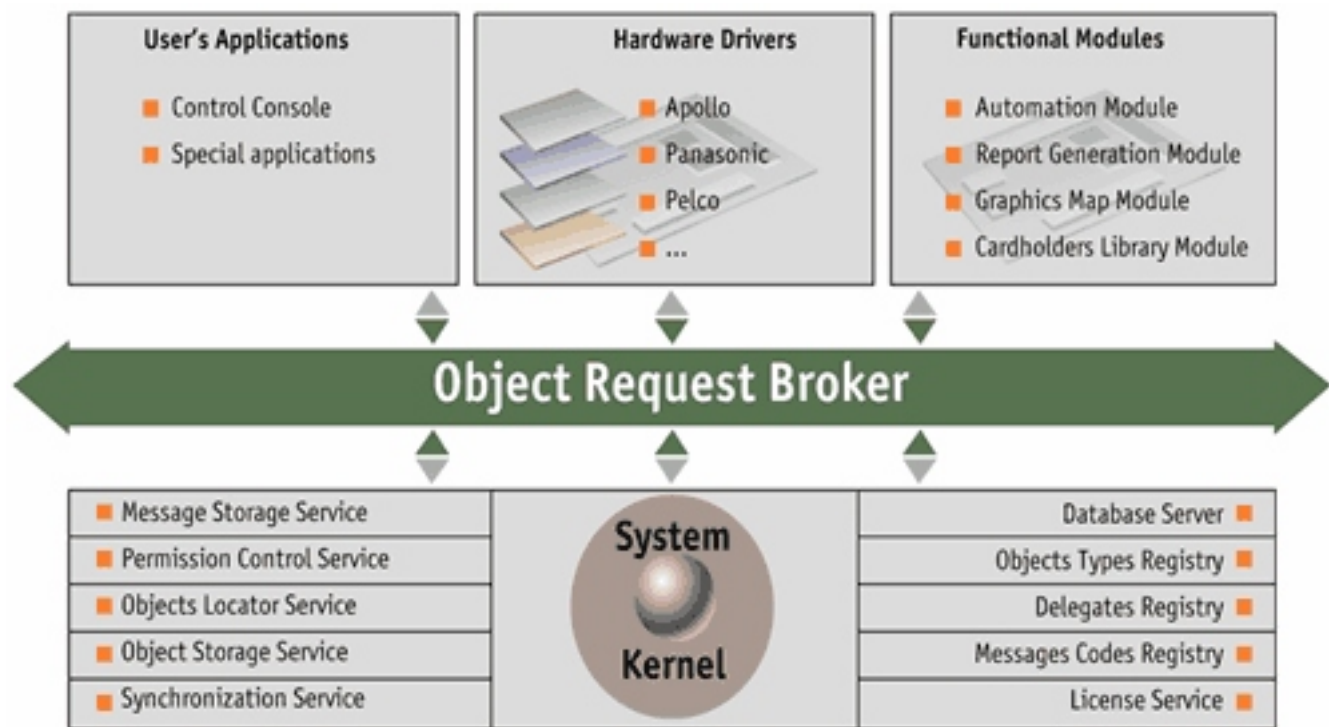 User's Applications
Control Console
Special applications
Hardware Drivers
Apollo
Panasonic
Pelco
...
Functional Modules
Automation Module
Report Generation Module
Graphics Map Module
Cardholders Library Module
Object Request Broker
Message Storage Service
Permission Control Service
Objects Locator Service
Object Storage Service
Synchronization Service
System
Kernel
Database Server
Objects Types Registry
Delegates Registry
Messages Codes Registry
License Service